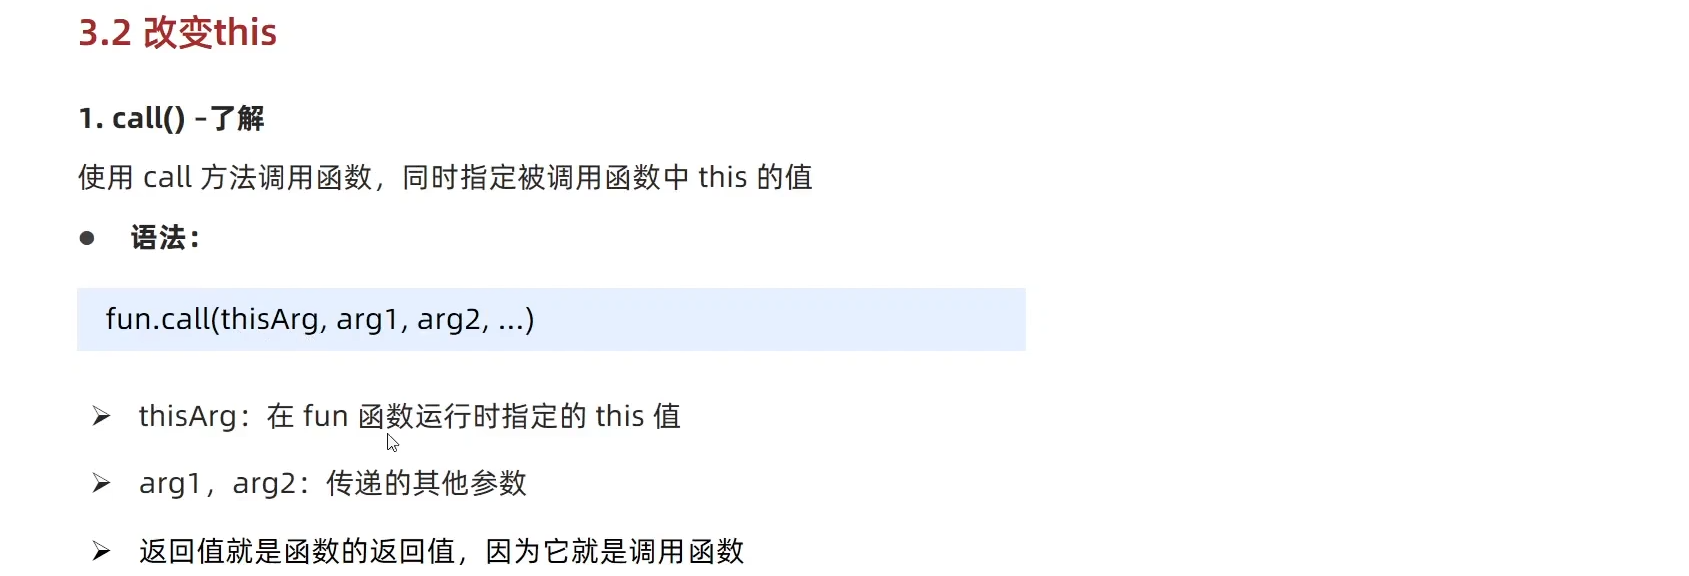 3.2 改变this
1. call() –了解
使用 call 方法调用函数，同时指定被调用函数中 this 的值
● 语法：
fun.call(thisArg, arg1, arg2, ...)
➢ thisArg：在 fun 函数运行时指定的 this 值
➢ arg1，arg2：传递的其他参数
➢ 返回值就是函数的返回值，因为它就是调用函数